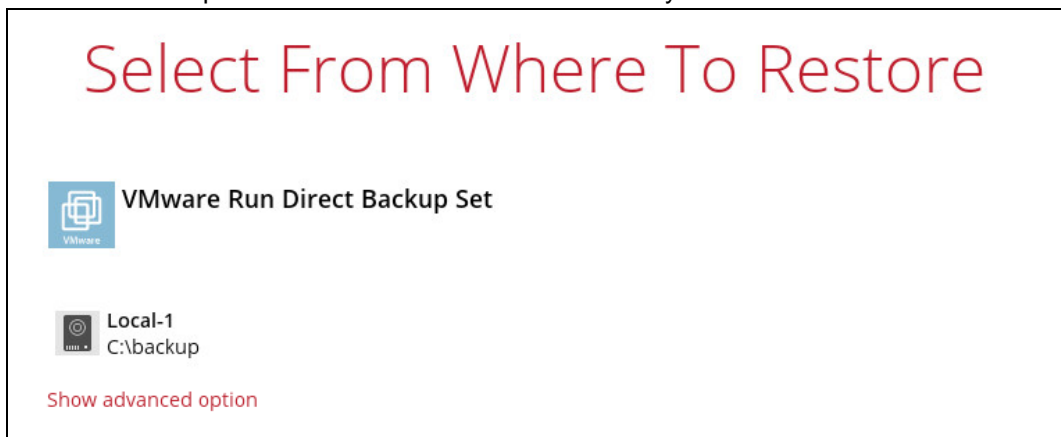 Select From Where To Restore
VMware Run Direct Backup Set
VMware
Local-1
C:\backup
Show advanced option